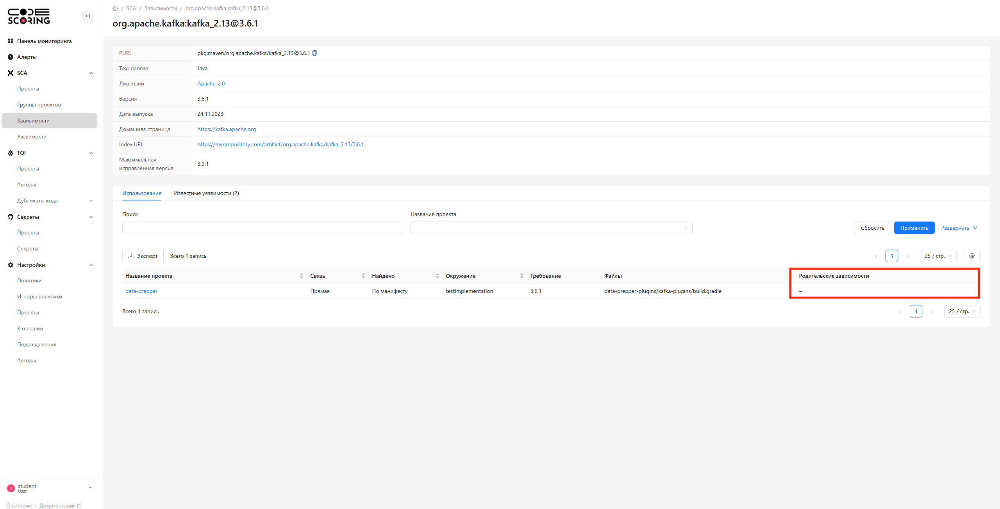 CODE
SCORING
Панель мониторинга
Алерты
SCA
Проекты
Группы проектов
Зависимости
Уязвимости
TQI
Проекты
Авторы
Дубликаты кода
Секреты
Проекты
Секреты
Настройки
Политики
Игноры политики
Проекты
Категории
Подразделения
Авторы
S student
User
О системе · Документация
/ SCA / Зависимости / org.apache.kafka:kafka_2.13@3.6.1
org.apache.kafka:kafka_2.13@3.6.1
PURL pkg:maven/org.apache.kafka/kafka_2.13@3.6.1
Технология Java
Лицензии Apache-2.0
Версия 3.6.1
Дата выпуска 24.11.2023
Домашняя страница https://kafka.apache.org
Index URL https://mvnrepository.com/artifact/org.apache.kafka/kafka_2.13/3.6.1
Максимальная
исправленная версия 3.9.1
Использование Известные уязвимости (2)
Поиск Название проекта
Сбросить Применить Развернуть
Экспорт Всего 1 запись < 1 > 25 / стр.
Название проекта Связь Найдено Окружение Требование Файлы Родительские зависимости
data-prepper Прямая По манифесту testImplementation 3.6.1 data-prepper-plugins/kafka-plugins/build.gradle –
Всего 1 запись < 1 > 25 / стр.